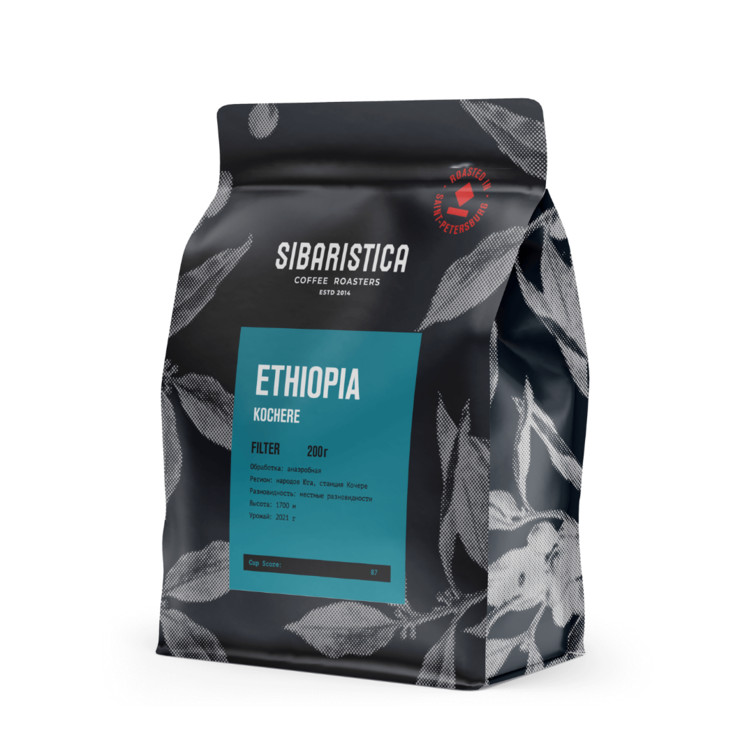 ROASTED IN
SAINT-PETERSBURG
SIBARISTICA
COFFEE ROASTERS
ESTD 2014
ETHIOPIA
KOCHERE
FILTER 200г
Обработка: анаэробная
Регион: народов Юга, станция Кочере
Разновидность: местные разновидности
Высота: 1700 м
Урожай: 2021 г
Cup Score: 87